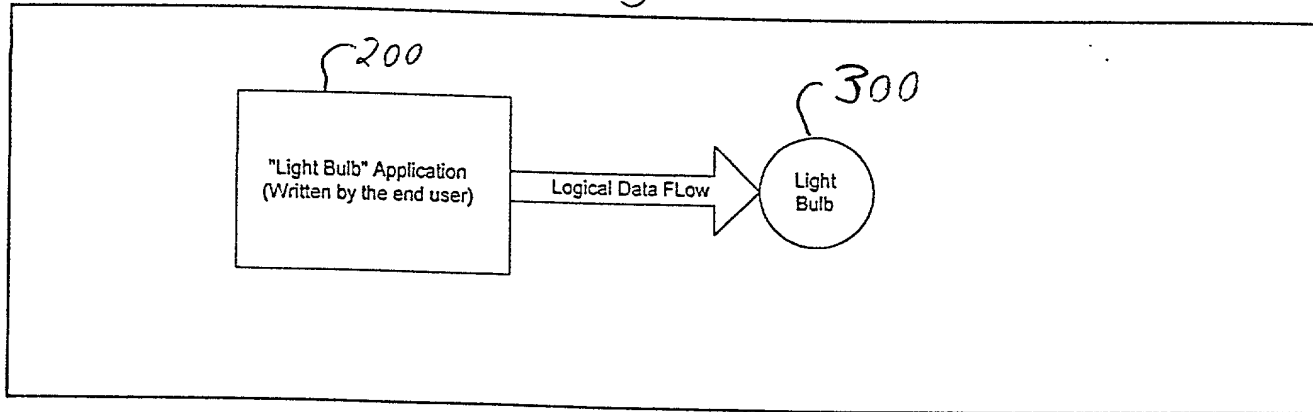 200
300
"Light Bulb" Application
(Written by the end user)
Logical Data FLow
Light
Bulb